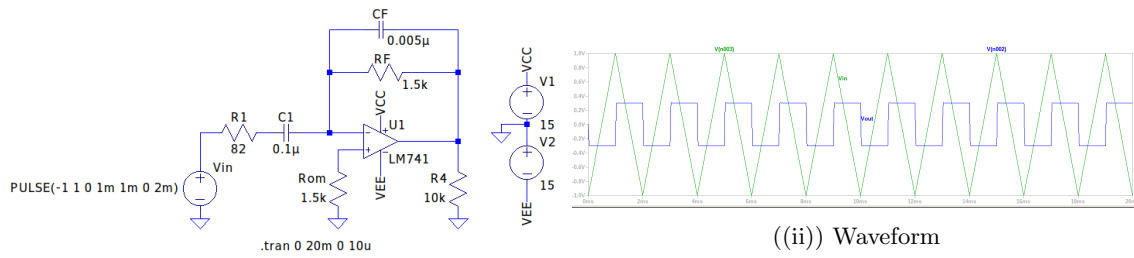 CF
0.005µ
RF
1.5k
VCC
R1
82
C1
0.1µ
U1
LM741
Vin
PULSE(-1 1 0 1m 1m 0 2m)
Rom
1.5k
VEE
R4
10k
.tran 0 20m 0 10u
VCC
V1
15
V2
15
VEE
V(n003)
V(n002)
1.0V
0.8V
0.6V
0.4V
0.2V
0.0V
-0.2V
-0.4V
-0.6V
-0.8V
-1.0V
Vin
Vout
0ms 2ms 4ms 6ms 8ms 10ms 12ms 14ms 16ms 18ms 20ms
((ii)) Waveform